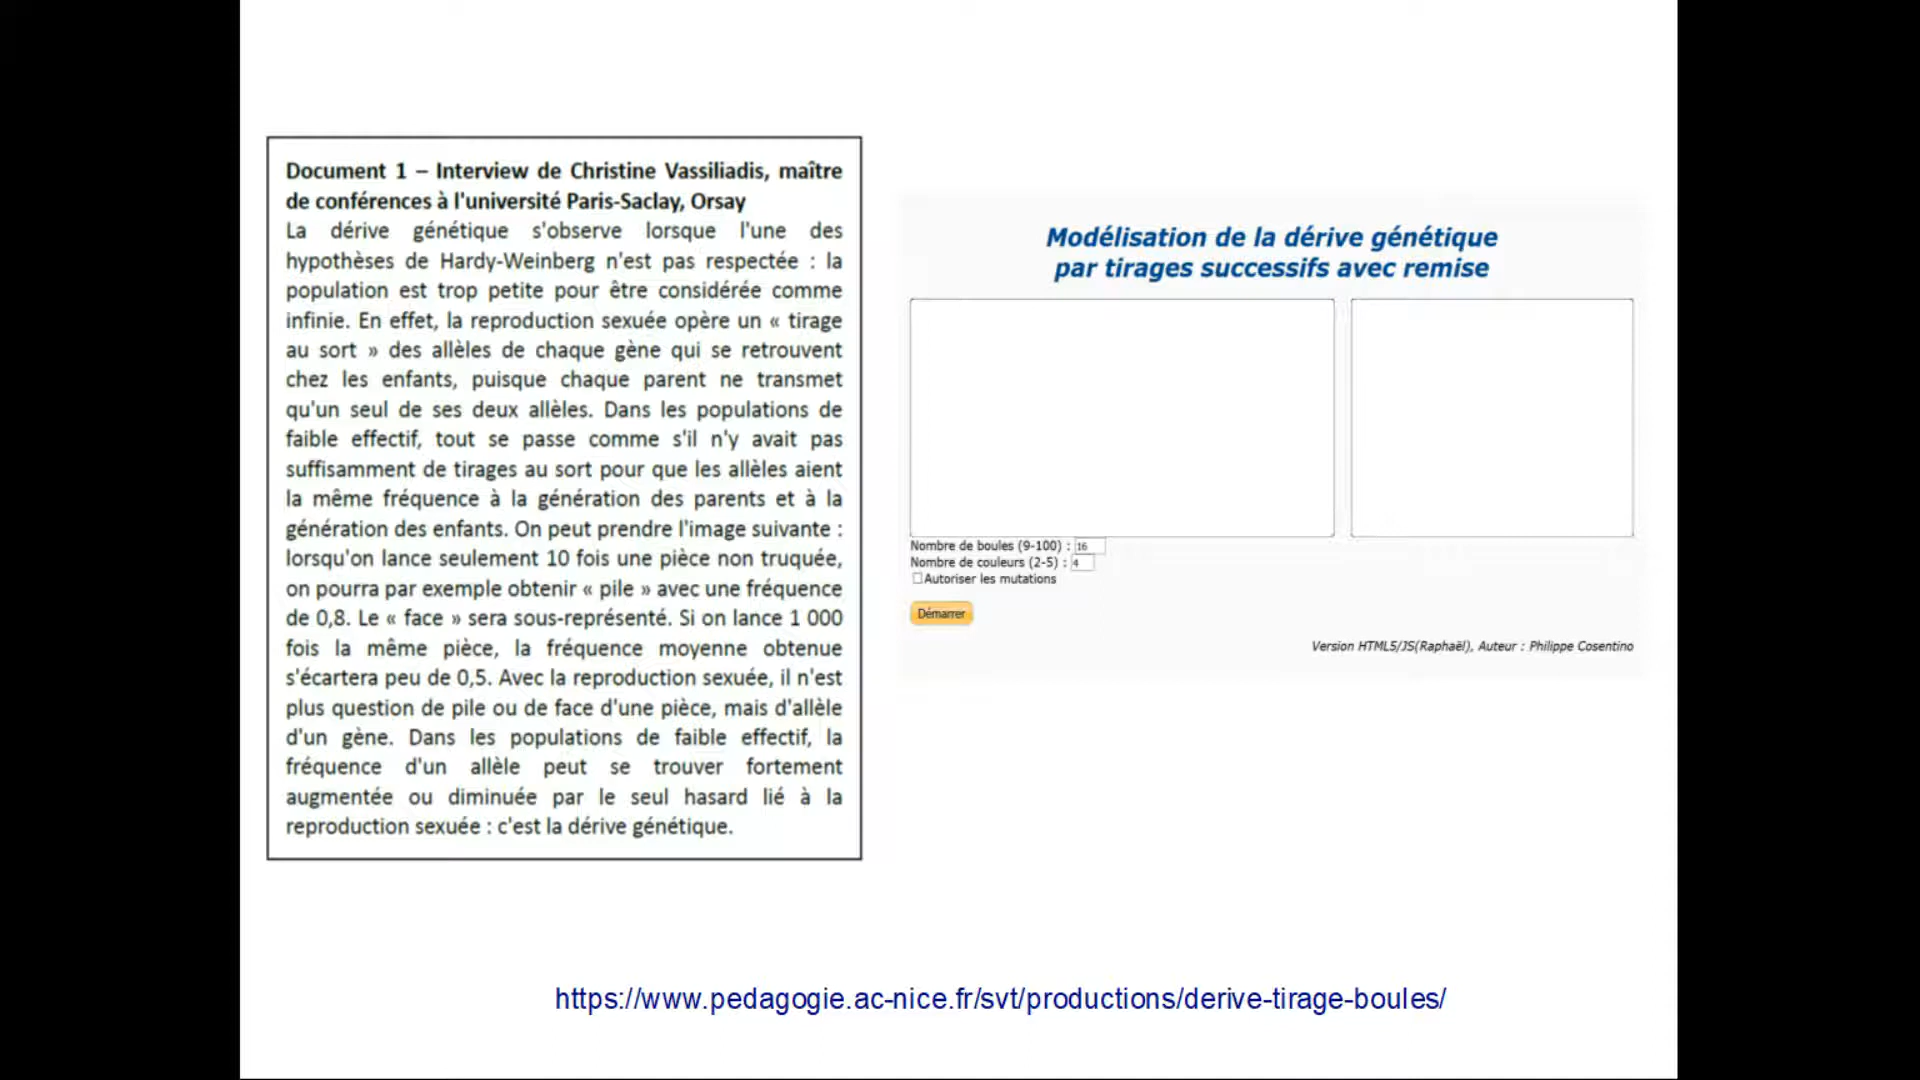 Document 1 – Interview de Christine Vassiliadis, maître
de conférences à l'université Paris-Saclay, Orsay
La dérive génétique s'observe lorsque l'une des
hypothèses de Hardy-Weinberg n'est pas respectée : la
population est trop petite pour être considérée comme
infinie. En effet, la reproduction sexuée opère un « tirage
au sort » des allèles de chaque gène qui se retrouvent
chez les enfants, puisque chaque parent ne transmet
qu'un seul de ses deux allèles. Dans les populations de
faible effectif, tout se passe comme s'il n'y avait pas
suffisamment de tirages au sort pour que les allèles aient
la même fréquence à la génération des parents et à la
génération des enfants. On peut prendre l'image suivante :
lorsqu'on lance seulement 10 fois une pièce non truquée,
on pourra par exemple obtenir « pile » avec une fréquence
de 0,8. Le « face » sera sous-représenté. Si on lance 1 000
fois la même pièce, la fréquence moyenne obtenue
s'écartera peu de 0,5. Avec la reproduction sexuée, il n'est
plus question de pile ou de face d'une pièce, mais d'allèle
d'un gène. Dans les populations de faible effectif, la
fréquence d'un allèle peut se trouver fortement
augmentée ou diminuée par le seul hasard lié à la
reproduction sexuée : c'est la dérive génétique.
Modélisation de la dérive génétique
par tirages successifs avec remise
Nombre de boules (9-100) : 16
Nombre de couleurs (2-5) : 4
Autoriser les mutations
Démarrer
Version HTML5/JS(Raphaël), Auteur : Philippe Cosentino
https://www.pedagogie.ac-nice.fr/svt/productions/derive-tirage-boules/